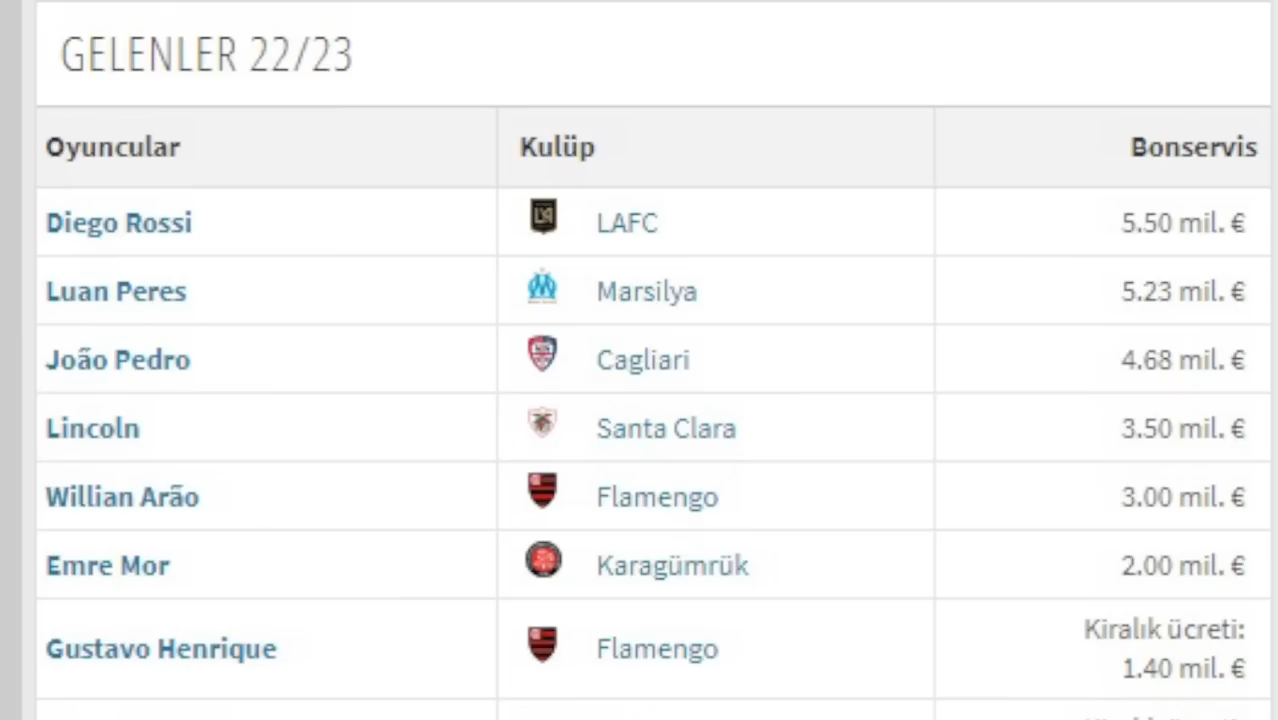 GELENLER 22/23
Oyuncular Kulüp Bonservis
Diego Rossi LAFC 5.50 mil. €
Luan Peres Marsilya 5.23 mil. €
João Pedro Cagliari 4.68 mil. €
Lincoln Santa Clara 3.50 mil. €
Willian Arão Flamengo 3.00 mil. €
Emre Mor Karagümrük 2.00 mil. €
Gustavo Henrique Flamengo Kiralık ücreti:
1.40 mil. €